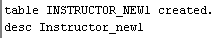 table INSTRUCTOR_NEW1 created.
desc Instructor_new1